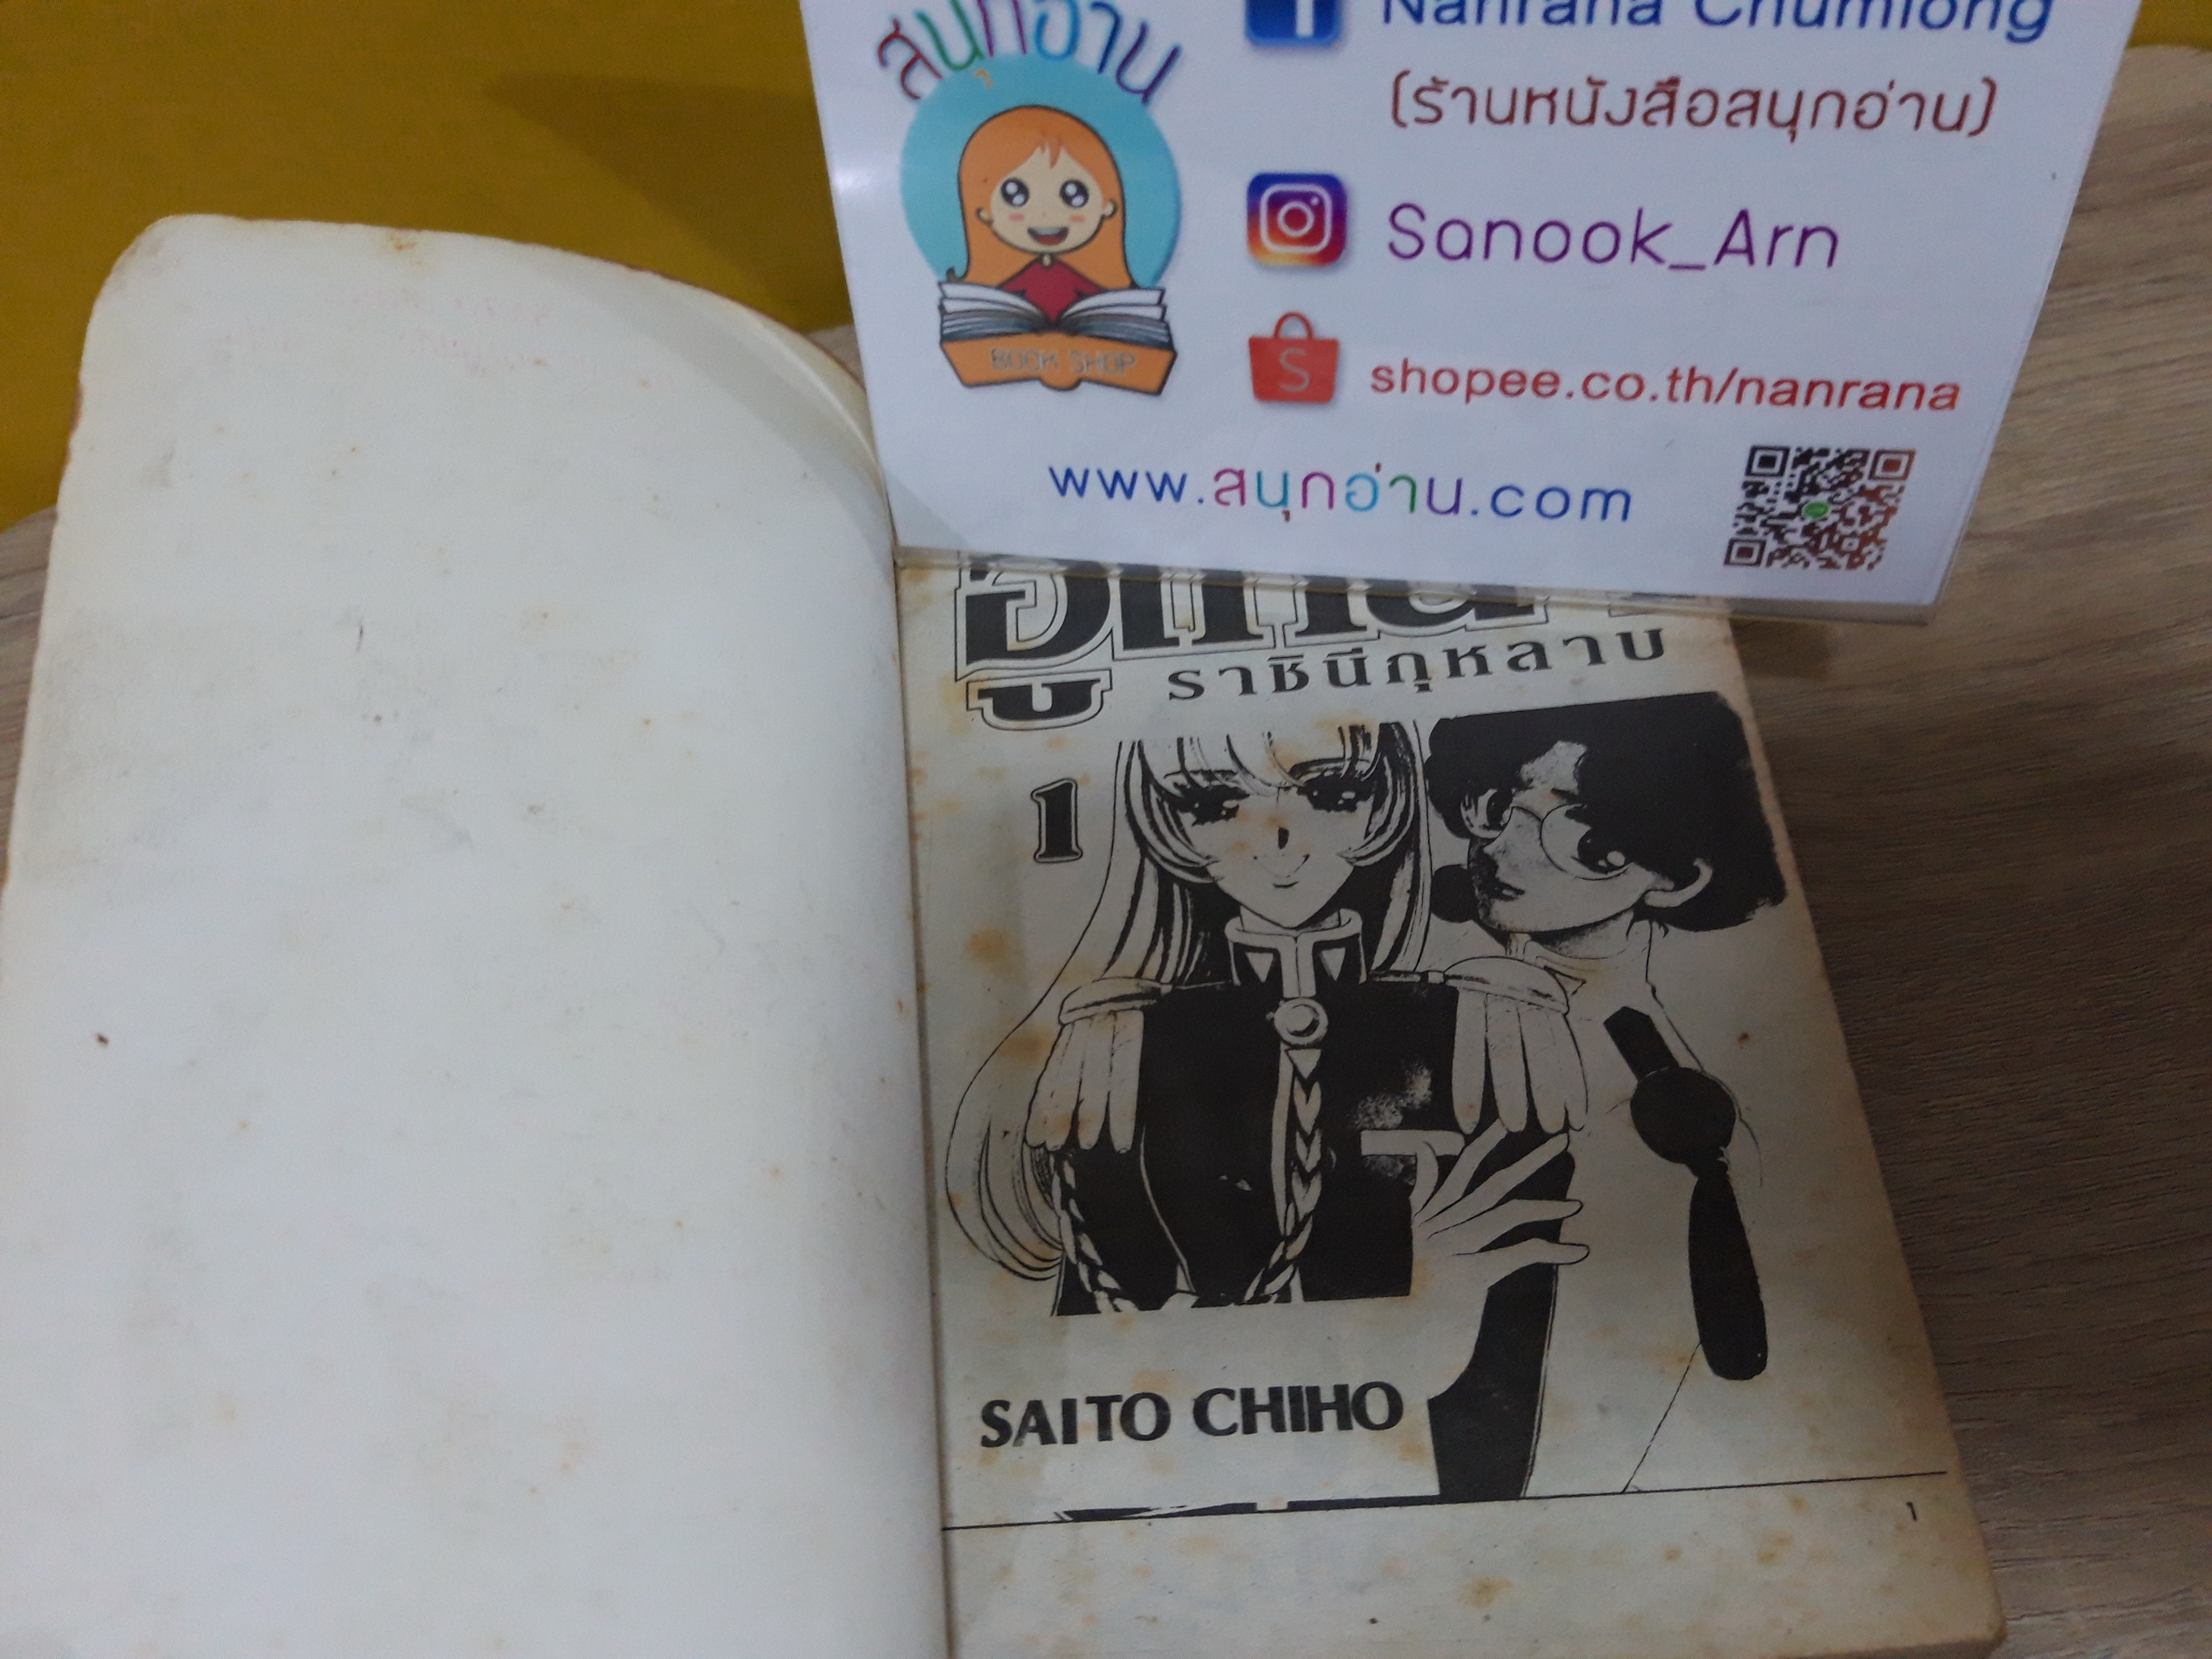 สนุกอ่าน
BOOK SHOP
Nanrana Chumlong
(ร้านหนังสือสนุกอ่าน)
Sanook_Arn
S
shopee.co.th/nanrana
www.สนุกอ่าน.com
ราชินีกุหลาบ
1
SAITO CHIHO
1